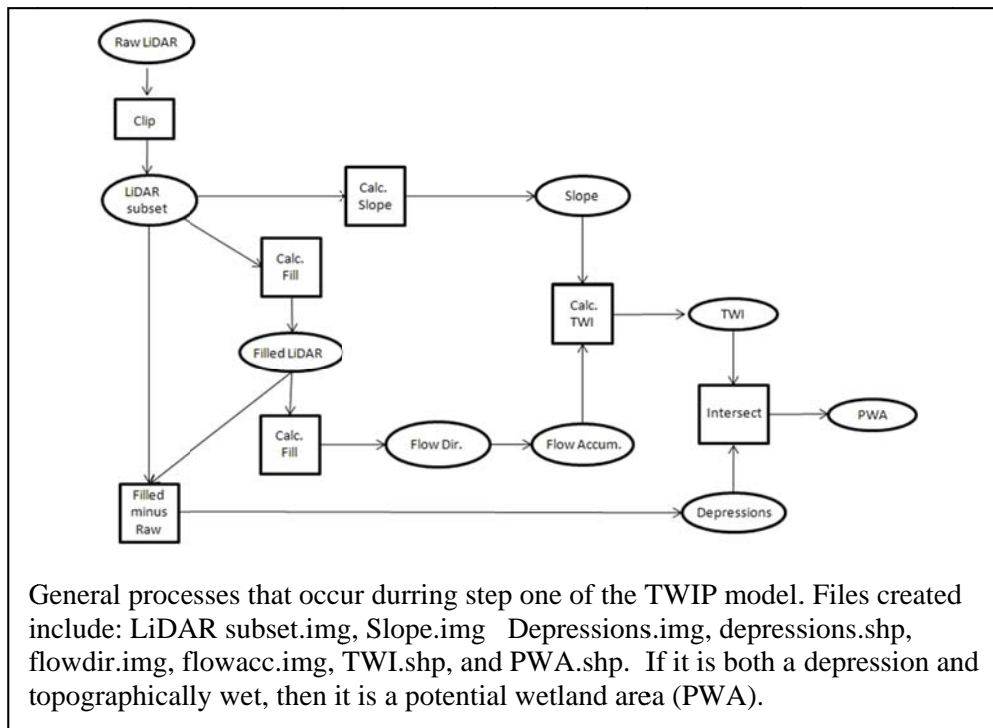 Raw LiDAR
Clip
LiDAR
subset
Calc.
Slope
Slope
Calc.
Fill
Calc.
TWI
TWI
Filled LiDAR
Intersect
PWA
Calc.
Fill
Flow Dir.
Flow Accum.
Filled
minus
Raw
Depressions
General processes that occur durring step one of the TWIP model. Files created
include: LiDAR subset.img, Slope.img   Depressions.img, depressions.shp,
flowdir.img, flowacc.img, TWI.shp, and PWA.shp.  If it is both a depression and
topographically wet, then it is a potential wetland area (PWA).